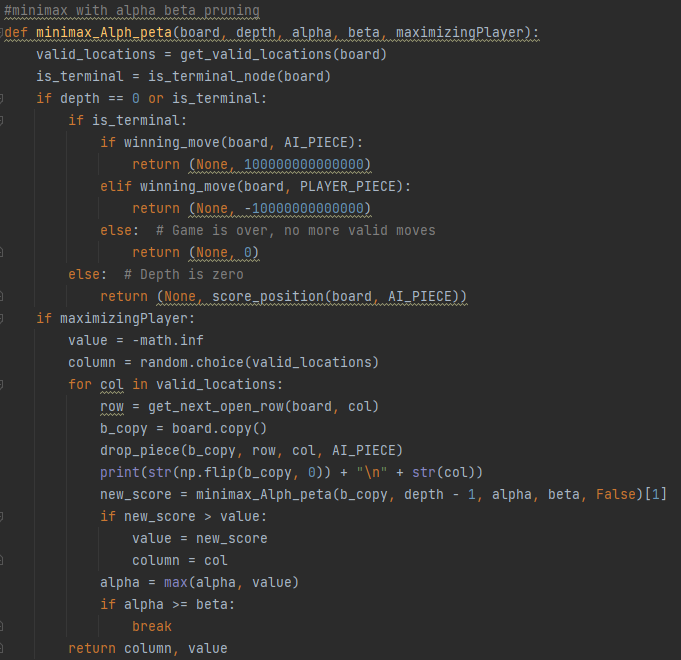 #minimax with alpha beta pruning
def minimax_Alph_peta(board, depth, alpha, beta, maximizingPlayer):
    valid_locations = get_valid_locations(board)
    is_terminal = is_terminal_node(board)
    if depth == 0 or is_terminal:
        if is_terminal:
            if winning_move(board, AI_PIECE):
                return (None, 100000000000000)
            elif winning_move(board, PLAYER_PIECE):
                return (None, -10000000000000)
            else:  # Game is over, no more valid moves
                return (None, 0)
        else:  # Depth is zero
            return (None, score_position(board, AI_PIECE))
    if maximizingPlayer:
        value = -math.inf
        column = random.choice(valid_locations)
        for col in valid_locations:
            row = get_next_open_row(board, col)
            b_copy = board.copy()
            drop_piece(b_copy, row, col, AI_PIECE)
            print(str(np.flip(b_copy, 0)) + "\n" + str(col))
            new_score = minimax_Alph_peta(b_copy, depth - 1, alpha, beta, False)[1]
            if new_score > value:
                value = new_score
                column = col
            alpha = max(alpha, value)
            if alpha >= beta:
                break
        return column, value